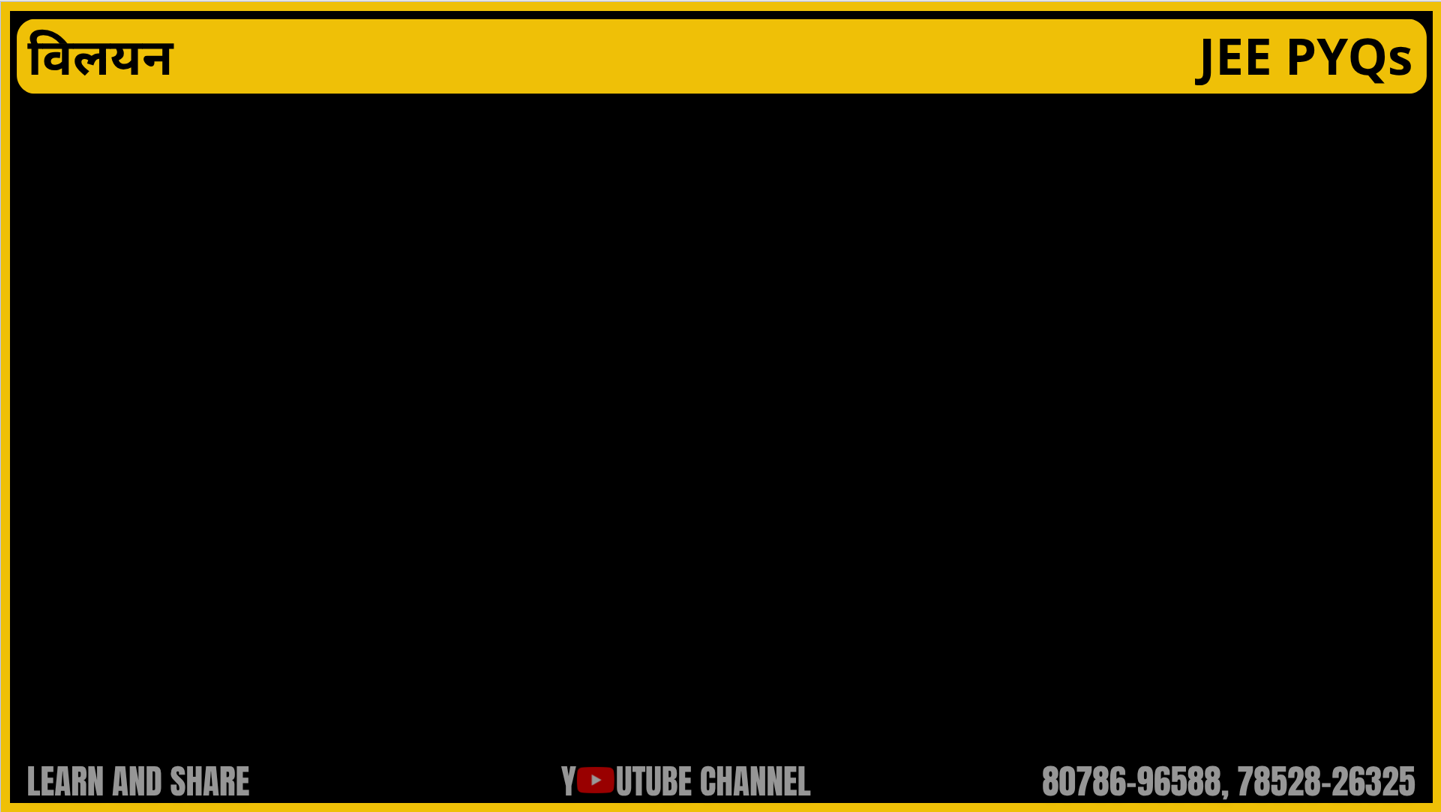 विलयन JEE PYQs
LEARN AND SHARE YOUTUBE CHANNEL 80786-96588, 78528-26325